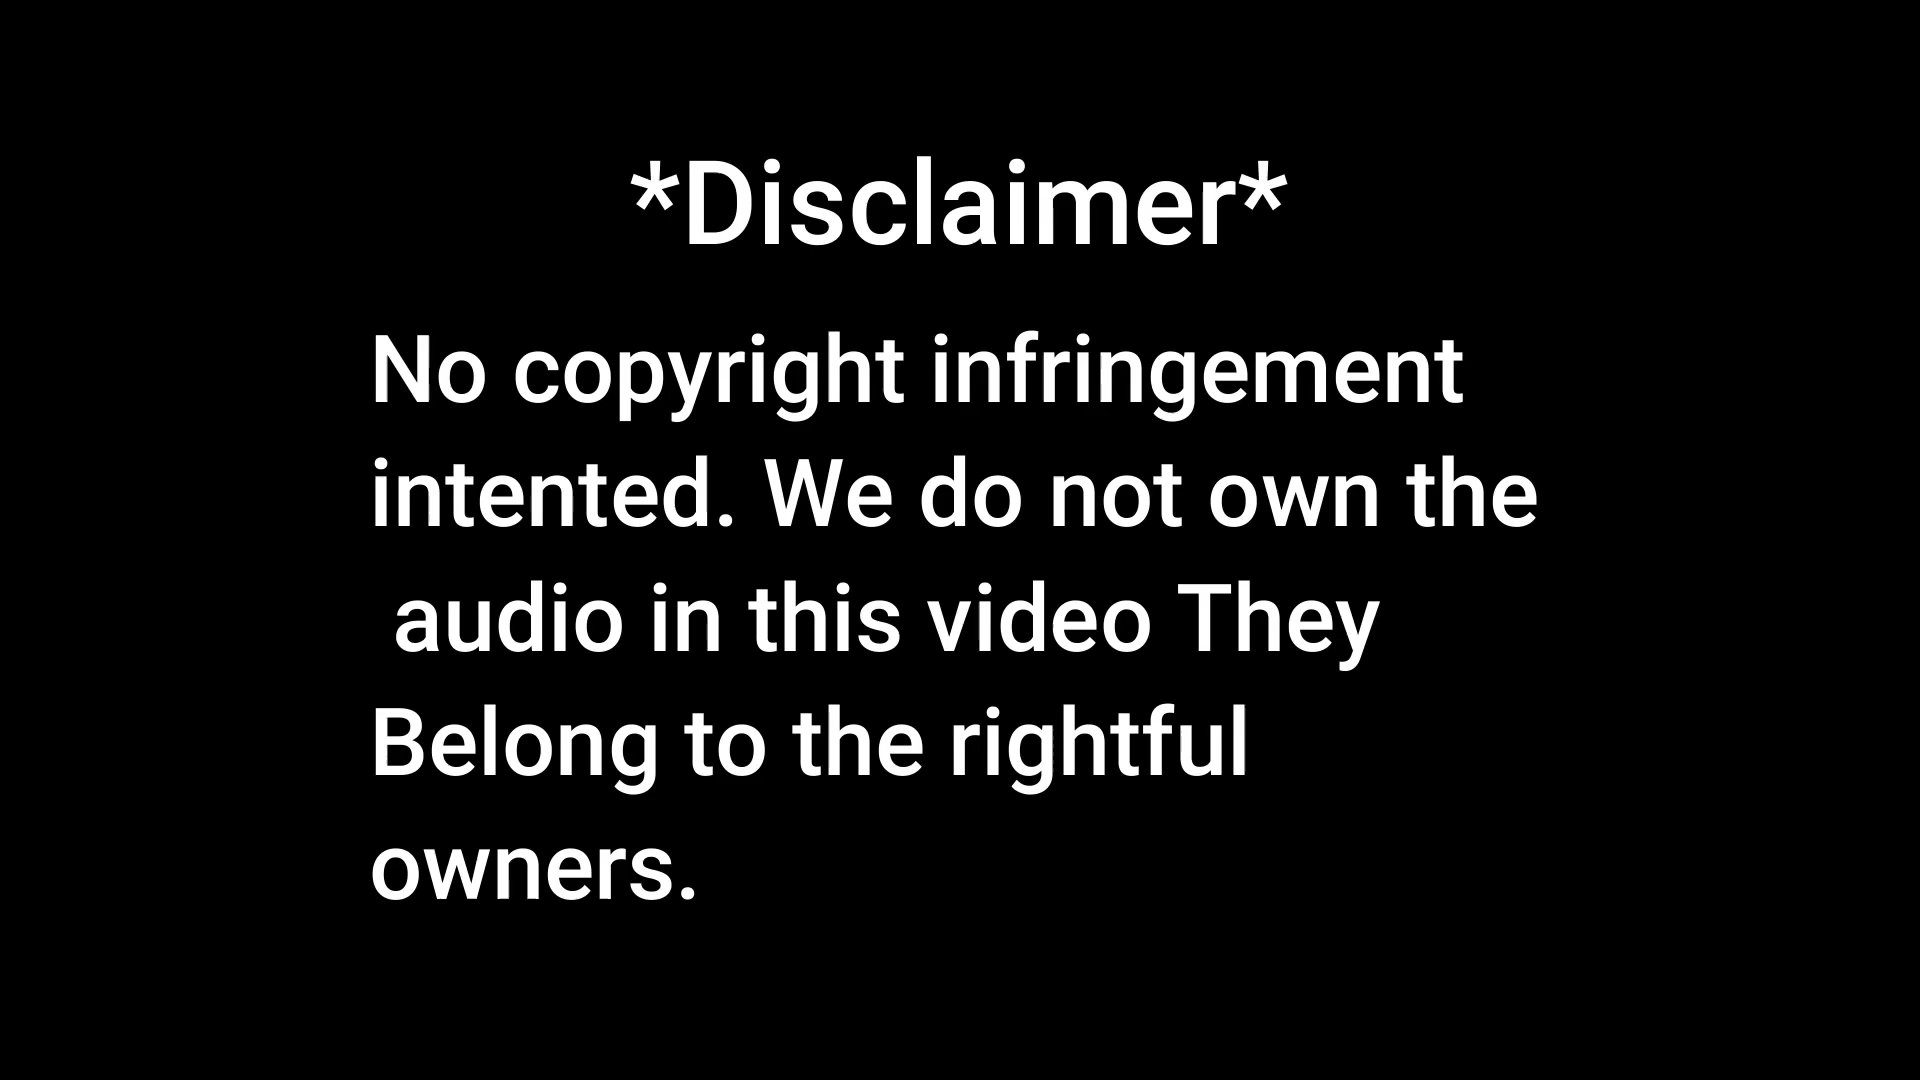 *Disclaimer*
No copyright infringement
intented. We do not own the
audio in this video They
Belong to the rightful
owners.